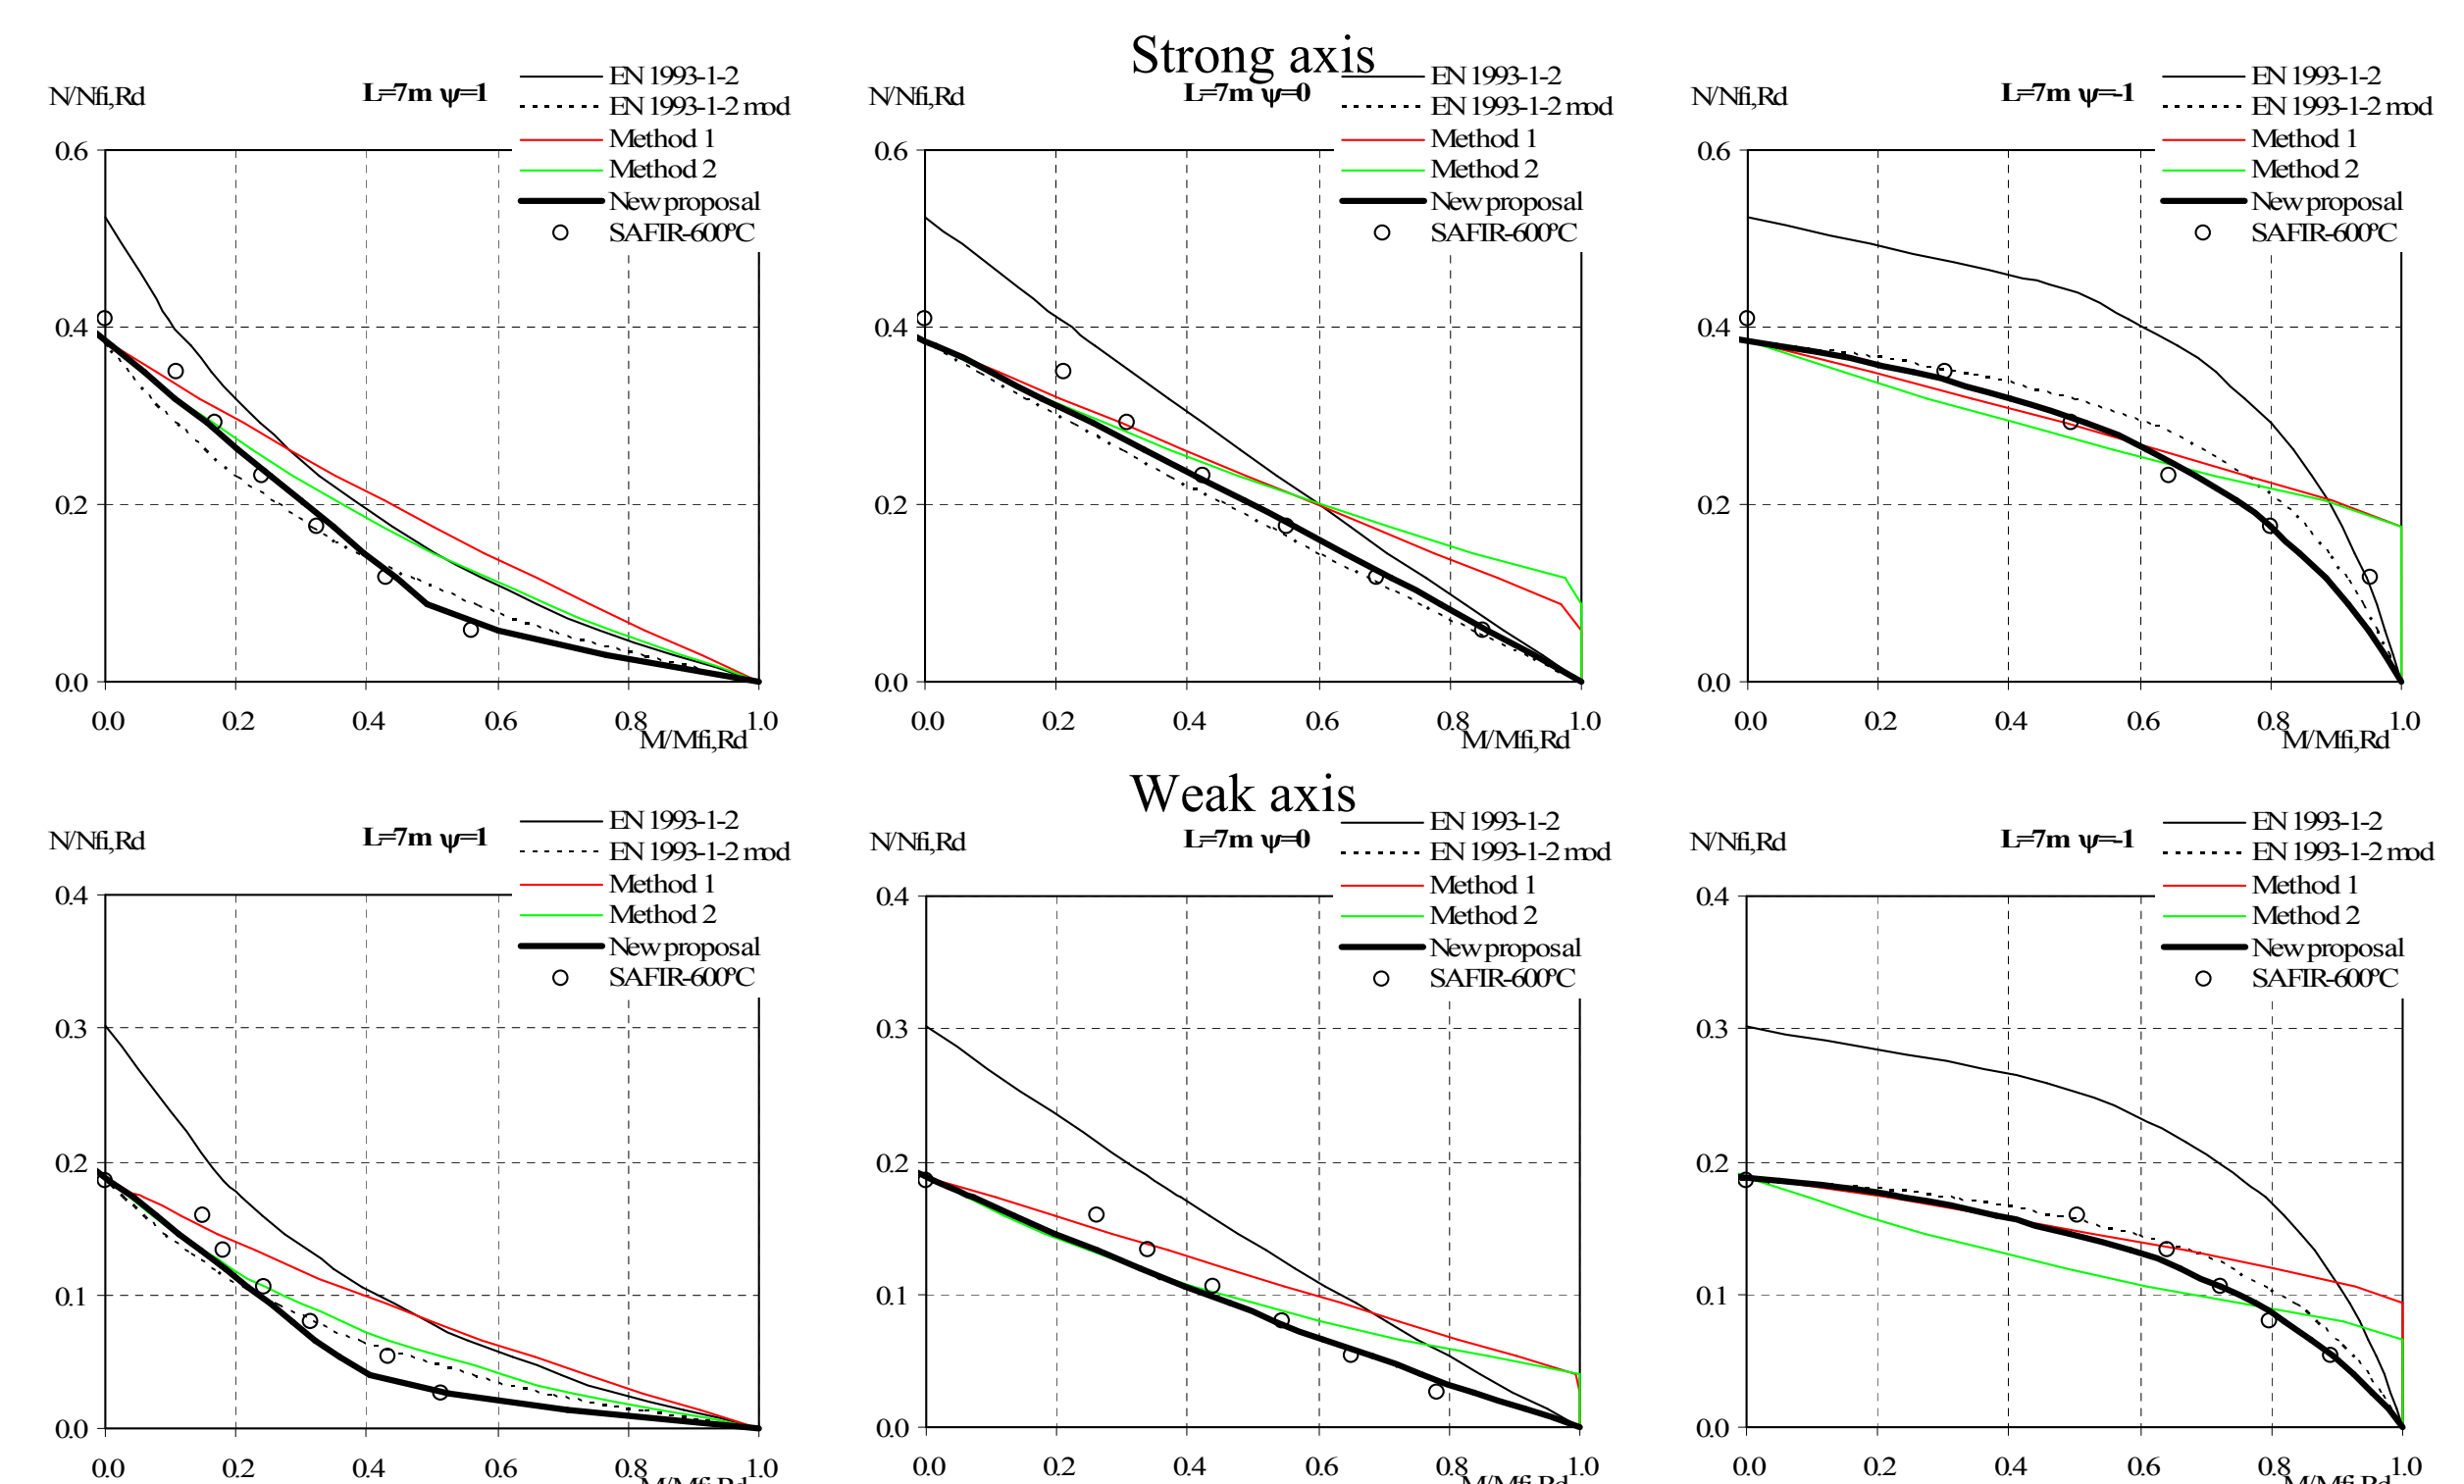 Strong axis
N/Nfi,Rd
L=7m ψ=1
EN 1993-1-2
EN 1993-1-2 mod
Method 1
Method 2
New proposal
SAFIR-600ºC
0.6
0.4
0.2
0.0
0.0 0.2 0.4 0.6 0.8 1.0
M/Mfi,Rd
N/Nfi,Rd
L=7m ψ=0
EN 1993-1-2
EN 1993-1-2 mod
Method 1
Method 2
New proposal
SAFIR-600ºC
0.6
0.4
0.2
0.0
0.0 0.2 0.4 0.6 0.8 1.0
M/Mfi,Rd
N/Nfi,Rd
L=7m ψ=-1
EN 1993-1-2
EN 1993-1-2 mod
Method 1
Method 2
New proposal
SAFIR-600ºC
0.6
0.4
0.2
0.0
0.0 0.2 0.4 0.6 0.8 1.0
M/Mfi,Rd
Weak axis
N/Nfi,Rd
L=7m ψ=1
EN 1993-1-2
EN 1993-1-2 mod
Method 1
Method 2
New proposal
SAFIR-600ºC
0.4
0.3
0.2
0.1
0.0
0.0 0.2 0.4 0.6 0.8 1.0
M/Mfi,Rd
N/Nfi,Rd
L=7m ψ=0
EN 1993-1-2
EN 1993-1-2 mod
Method 1
Method 2
New proposal
SAFIR-600ºC
0.4
0.3
0.2
0.1
0.0
0.0 0.2 0.4 0.6 0.8 1.0
M/Mfi,Rd
N/Nfi,Rd
L=7m ψ=-1
EN 1993-1-2
EN 1993-1-2 mod
Method 1
Method 2
New proposal
SAFIR-600ºC
0.4
0.3
0.2
0.1
0.0
0.0 0.2 0.4 0.6 0.8 1.0
M/Mfi,Rd